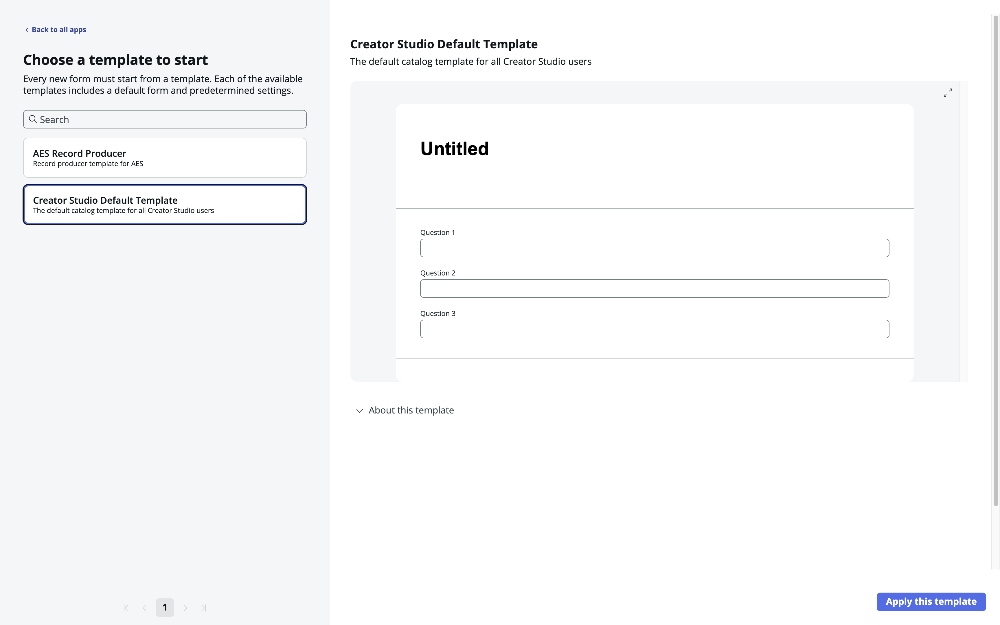 Back to all apps
Choose a template to start
Every new form must start from a template. Each of the available
templates includes a default form and predetermined settings.
Search
AES Record Producer
Record producer template for AES
Creator Studio Default Template
The default catalog template for all Creator Studio users
1
Creator Studio Default Template
The default catalog template for all Creator Studio users
Untitled
Question 1
Question 2
Question 3
About this template
Apply this template